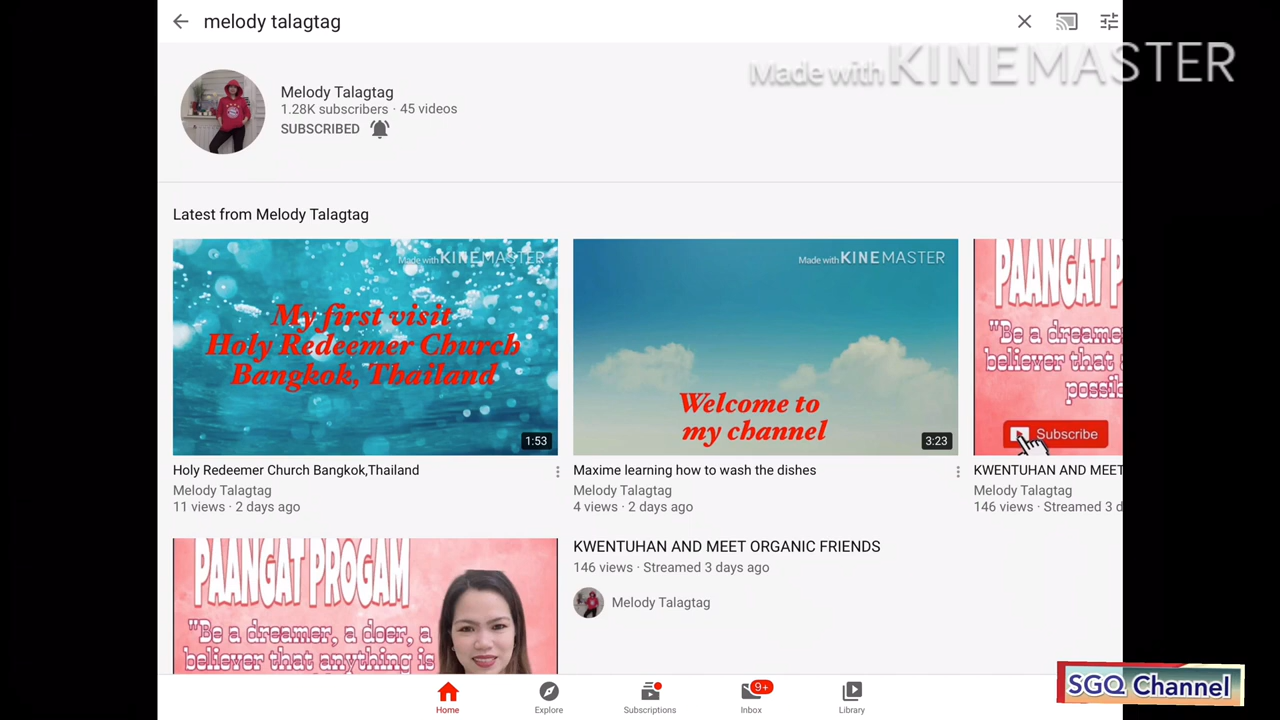 melody talagtag
Made with KINEMASTER
Melody Talagtag
1.28K subscribers · 45 videos
SUBSCRIBED
Latest from Melody Talagtag
Made with KINEMASTER
My first visit
Holy Redeemer Church
Bangkok, Thailand
1:53
Holy Redeemer Church Bangkok,Thailand
Melody Talagtag
11 views · 2 days ago
Made with KINEMASTER
Welcome to
my channel
3:23
Maxime learning how to wash the dishes
Melody Talagtag
4 views · 2 days ago
PAANGAT P
"Be a dreamer
believer that a
possi
Subscribe
KWENTUHAN AND MEET
Melody Talagtag
146 views · Streamed 3 d
PAANGAT PROGAM
"Be a dreamer, a doer, a
believer that anything is
KWENTUHAN AND MEET ORGANIC FRIENDS
146 views · Streamed 3 days ago
Melody Talagtag
Home
Explore
Subscriptions
9+
Inbox
Library
SGQ Channel